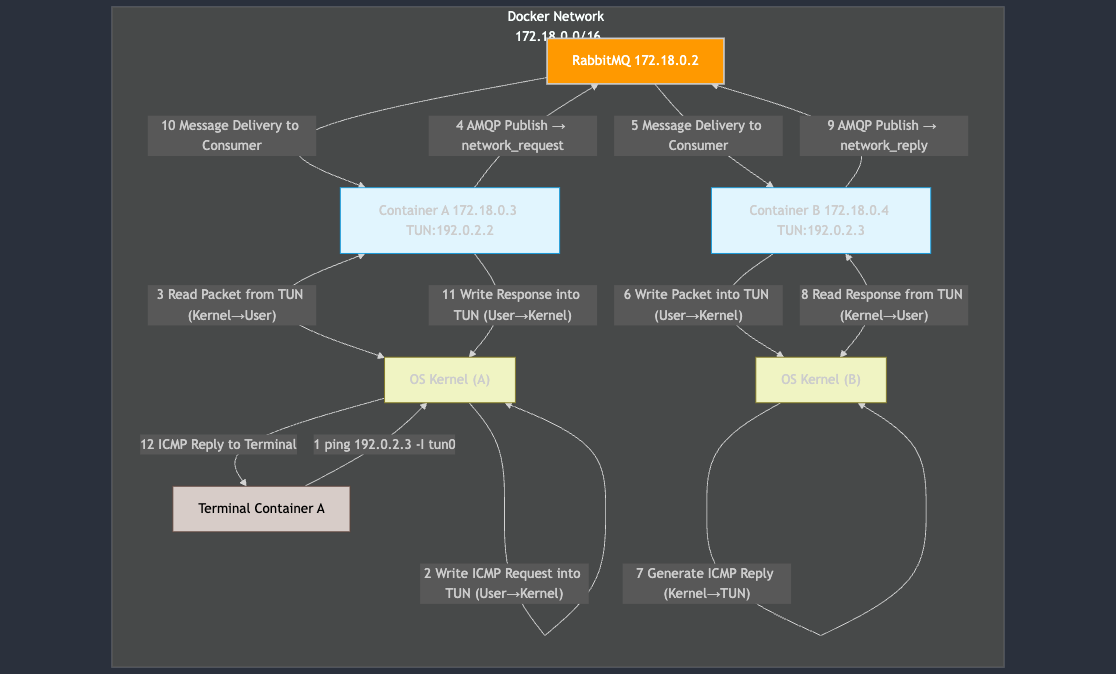 Docker Network
172.18.0.0/16
RabbitMQ 172.18.0.2
10 Message Delivery to
Consumer
4 AMQP Publish →
network_request
5 Message Delivery to
Consumer
9 AMQP Publish →
network_reply
Container A 172.18.0.3
TUN:192.0.2.2
Container B 172.18.0.4
TUN:192.0.2.3
3 Read Packet from TUN
(Kernel→User)
11 Write Response into
TUN (User→Kernel)
6 Write Packet into TUN
(User→Kernel)
8 Read Response from TUN
(Kernel→User)
OS Kernel (A)
OS Kernel (B)
12 ICMP Reply to Terminal
1 ping 192.0.2.3 -I tun0
Terminal Container A
2 Write ICMP Request into
TUN (User→Kernel)
7 Generate ICMP Reply
(Kernel→TUN)